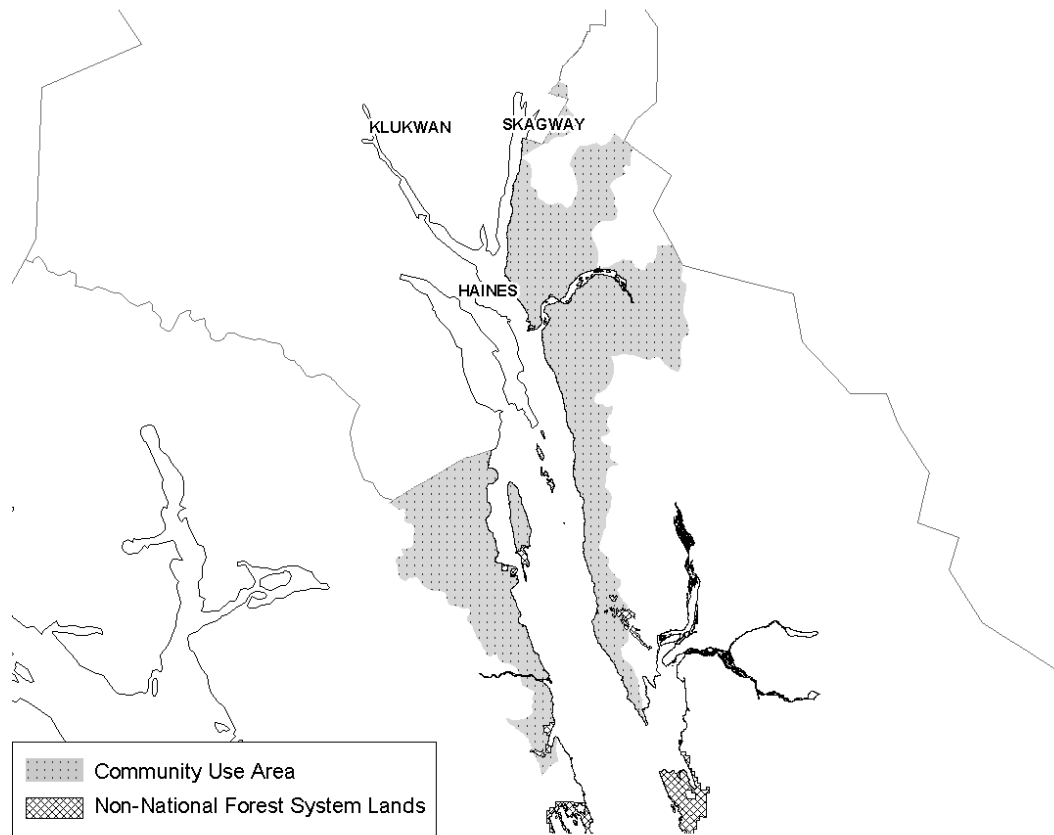 KLUKWAN
SKAGWAY
HAINES
Community Use Area
Non-National Forest System Lands